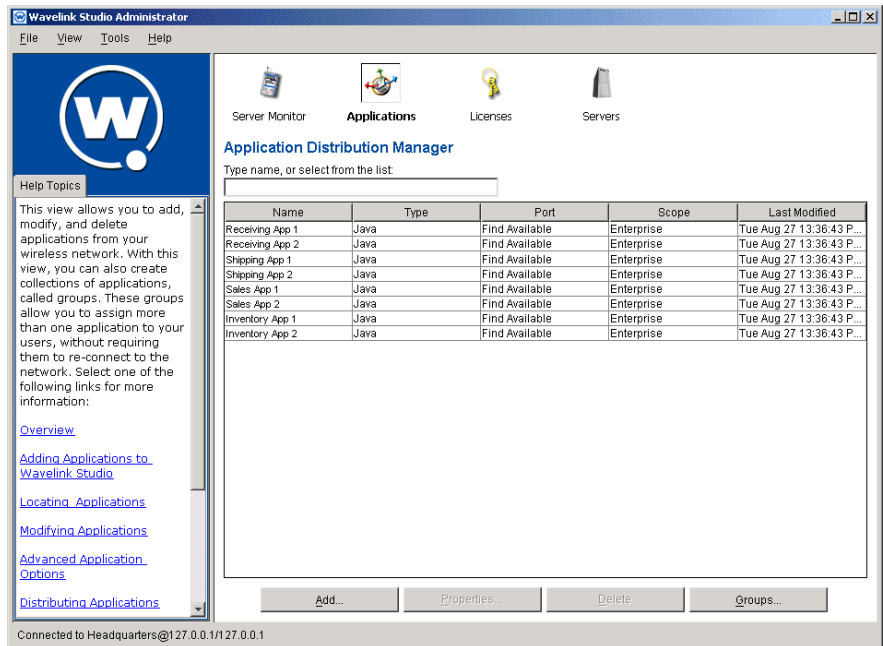 Wavelink Studio Administrator
File View Tools Help
W
Help Topics
This view allows you to add,
modify, and delete
applications from your
wireless network. With this
view, you can also create
collections of applications,
called groups. These groups
allow you to assign more
than one application to your
users, without requiring
them to re-connect to the
network. Select one of the
following links for more
information:
Overview
Adding Applications to
Wavelink Studio
Locating Applications
Modifying Applications
Advanced Application
Options
Distributing Applications
Server Monitor Applications Licenses Servers
Application Distribution Manager
Type name, or select from the list:
Name Type Port Scope Last Modified
Receiving App 1 Java Find Available Enterprise Tue Aug 27 13:36:43 P...
Receiving App 2 Java Find Available Enterprise Tue Aug 27 13:36:43 P...
Shipping App 1 Java Find Available Enterprise Tue Aug 27 13:36:43 P...
Shipping App 2 Java Find Available Enterprise Tue Aug 27 13:36:43 P...
Sales App 1 Java Find Available Enterprise Tue Aug 27 13:36:43 P...
Sales App 2 Java Find Available Enterprise Tue Aug 27 13:36:43 P...
Inventory App 1 Java Find Available Enterprise Tue Aug 27 13:36:43 P...
Inventory App 2 Java Find Available Enterprise Tue Aug 27 13:36:43 P...
Add... Properties... Delete Groups...
Connected to Headquarters@127.0.0.1/127.0.0.1